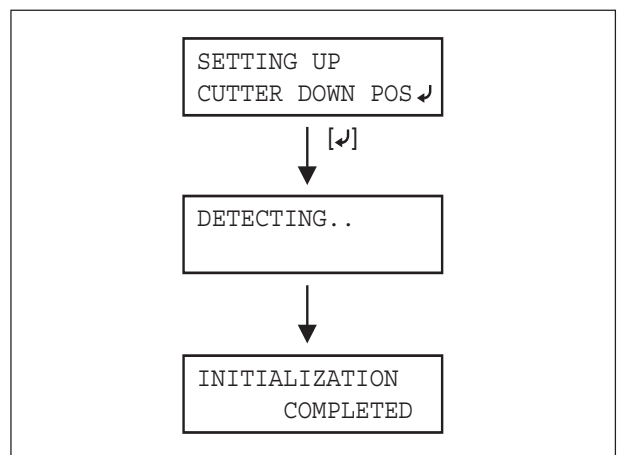 SETTING UP
CUTTER DOWN POS↵
[↵]
DETECTING..
INITIALIZATION
COMPLETED